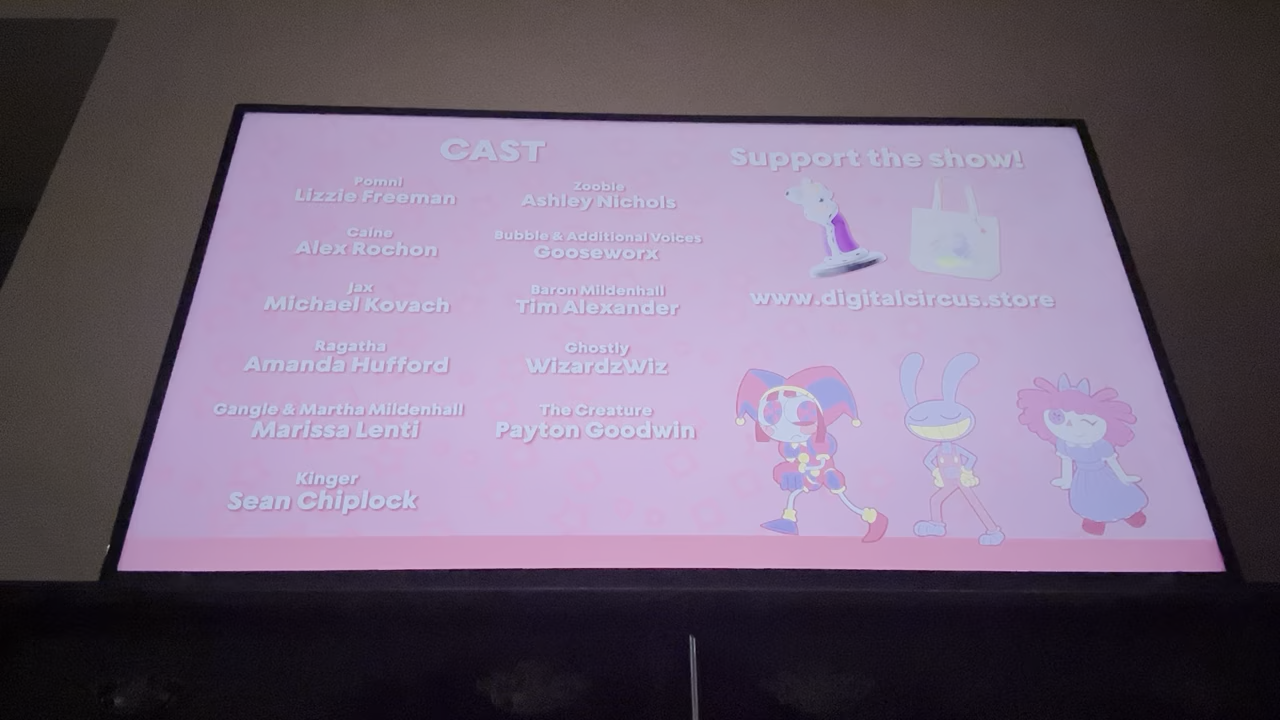 CAST
Pomni
Lizzie Freeman
Caine
Alex Rochon
Jax
Michael Kovach
Ragatha
Amanda Hufford
Gangle & Martha Mildenhall
Marissa Lenti
Kinger
Sean Chiplock
Zooble
Ashley Nichols
Bubble & Additional Voices
Gooseworx
Baron Mildenhall
Tim Alexander
Ghostly
WizardzWiz
The Creature
Payton Goodwin
Support the show!
www.digitalcircus.store